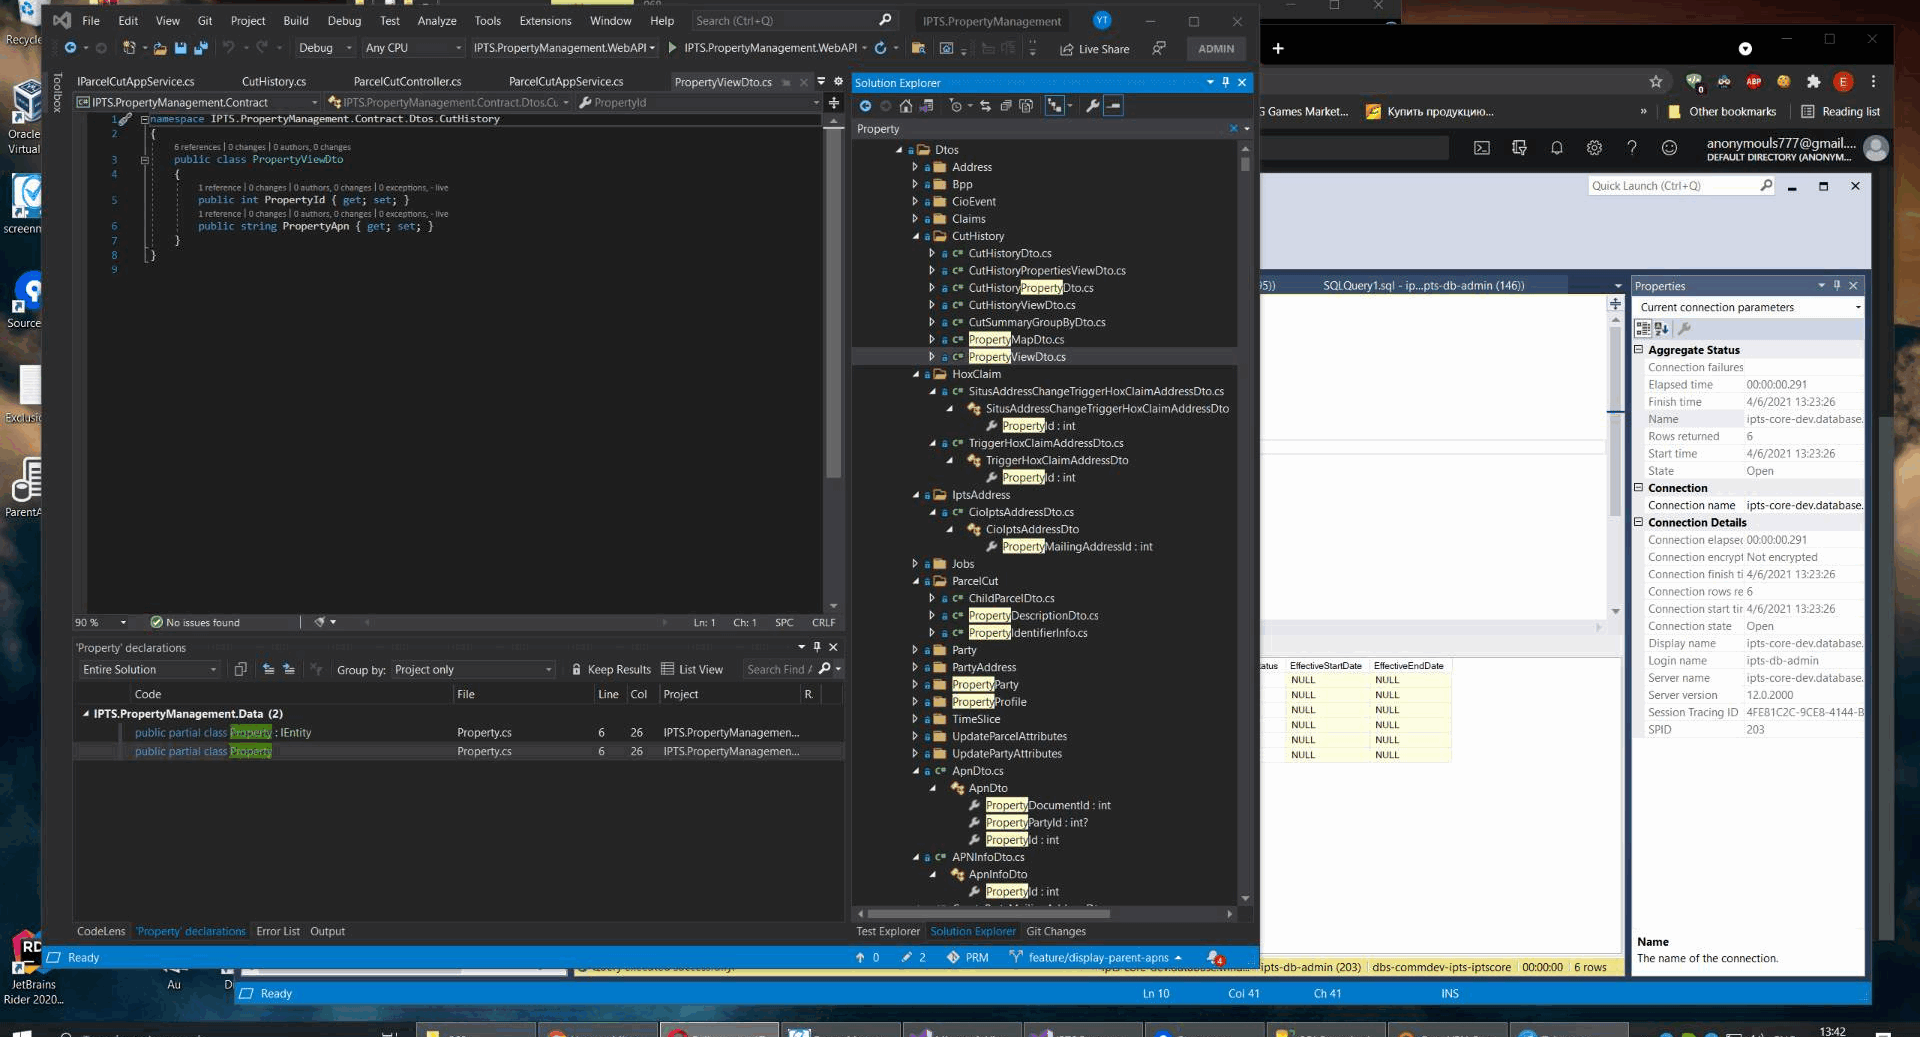 File Edit View Git Project Build Debug Test Analyze Tools Extensions Window Help Search (Ctrl+Q) IPTS.PropertyManagement YT
Debug Any CPU IPTS.PropertyManagement.WebAPI IPTS.PropertyManagement.WebAPI Live Share ADMIN
IParcelCutAppService.cs CutHistory.cs ParcelCutController.cs ParcelCutAppService.cs PropertyViewDto.cs
IPTS.PropertyManagement.Contract IPTS.PropertyManagement.Contract.Dtos.Cu PropertyId
Toolbox
1 namespace IPTS.PropertyManagement.Contract.Dtos.CutHistory
2 {
6 references | 0 changes | 0 authors, 0 changes
3 public class PropertyViewDto
4 {
1 reference | 0 changes | 0 authors, 0 changes | 0 exceptions, - live
5 public int PropertyId { get; set; }
1 reference | 0 changes | 0 authors, 0 changes | 0 exceptions, - live
6 public string PropertyApn { get; set; }
7 }
8 }
9
90 % No issues found Ln: 1 Ch: 1 SPC CRLF
'Property' declarations
Entire Solution Group by: Project only Keep Results List View Search Find
Code File Line Col Project R.
IPTS.PropertyManagement.Data (2)
public partial class Property : IEntity Property.cs 6 26 IPTS.PropertyManagemen...
public partial class Property Property.cs 6 26 IPTS.PropertyManagemen...
CodeLens 'Property' declarations Error List Output
Solution Explorer
Property
Dtos
Address
Bpp
CioEvent
Claims
CutHistory
CutHistoryDto.cs
CutHistoryPropertiesViewDto.cs
CutHistoryPropertyDto.cs
CutHistoryViewDto.cs
CutSummaryGroupByDto.cs
PropertyMapDto.cs
PropertyViewDto.cs
HoxClaim
SitusAddressChangeTriggerHoxClaimAddressDto.cs
SitusAddressChangeTriggerHoxClaimAddressDto
PropertyId : int
TriggerHoxClaimAddressDto.cs
TriggerHoxClaimAddressDto
PropertyId : int
IptsAddress
CioIptsAddressDto.cs
CioIptsAddressDto
PropertyMailingAddressId : int
Jobs
ParcelCut
ChildParcelDto.cs
PropertyDescriptionDto.cs
PropertyIdentifierInfo.cs
Party
PartyAddress
PropertyParty
PropertyProfile
TimeSlice
UpdateParcelAttributes
UpdatePartyAttributes
ApnDto.cs
ApnDto
PropertyDocumentId : int
PropertyPartyId : int?
PropertyId : int
APNInfoDto.cs
ApnInfoDto
PropertyId : int
Test Explorer Solution Explorer Git Changes
Ready 0 2 PRM feature/display-parent-apns 4
ABP E
G Games Market... Купить продукцию... » Other bookmarks Reading list
anonymouls777@gmail....
DEFAULT DIRECTORY (ANONYM...
Quick Launch (Ctrl+Q)
95)) SQLQuery1.sql - ip...pts-db-admin (146))
Properties
Current connection parameters
Aggregate Status
Connection failures
Elapsed time 00:00:00.291
Finish time 4/6/2021 13:23:26
Name ipts-core-dev.database.
Rows returned 6
Start time 4/6/2021 13:23:26
State Open
Connection
Connection name ipts-core-dev.database.
Connection Details
Connection elapsed 00:00:00.291
Connection encrypt Not encrypted
Connection finish ti 4/6/2021 13:23:26
Connection rows re 6
Connection start tir 4/6/2021 13:23:26
Connection state Open
Display name ipts-core-dev.database.
Login name ipts-db-admin
Server name ipts-core-dev.database.
Server version 12.0.2000
Session Tracing ID 4FE81C2C-9CE8-4144-B
SPID 203
Name
The name of the connection.
atus EffectiveStartDate EffectiveEndDate
NULL NULL
NULL NULL
NULL NULL
NULL NULL
NULL NULL
NULL NULL
Query executed successfully. ipts-db-admin (203) dbs-commdev-ipts-iptscore 00:00:00 6 rows
Ready Ln 10 Col 41 Ch 41 INS
Recycle
Oracle
Virtual
screenn
Source
Exclusi
ParentA
RD
JetBrains
Rider 2020...
Au
13:42